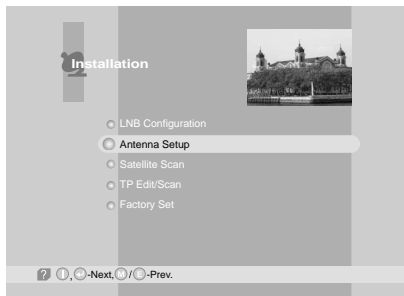 Installation
LNB Configuration
Antenna Setup
Satellite Scan
TP Edit/Scan
Factory Set
? I , ↵ -Next, M / E -Prev.